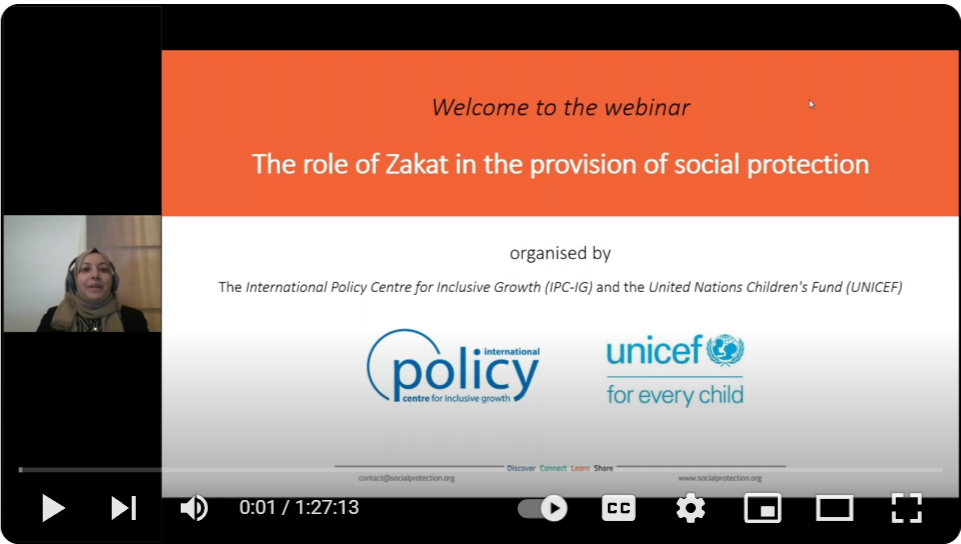 Welcome to the webinar
The role of Zakat in the provision of social protection
organised by
The International Policy Centre for Inclusive Growth (IPC-IG) and the United Nations Children's Fund (UNICEF)
international
policy
centre for inclusive growth
unicef
for every child
Discover Connect Learn Share
contact@socialprotection.org
www.socialprotection.org
0:01 / 1:27:13
CC